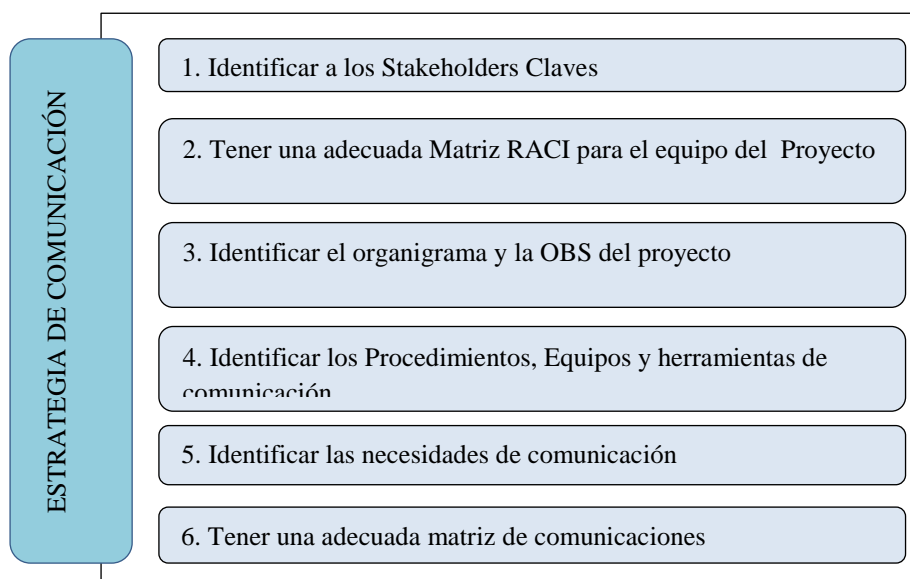 ESTRATEGIA DE COMUNICACIÓN
1. Identificar a los Stakeholders Claves
2. Tener una adecuada Matriz RACI para el equipo del Proyecto
3. Identificar el organigrama y la OBS del proyecto
4. Identificar los Procedimientos, Equipos y herramientas de
comunicación
5. Identificar las necesidades de comunicación
6. Tener una adecuada matriz de comunicaciones